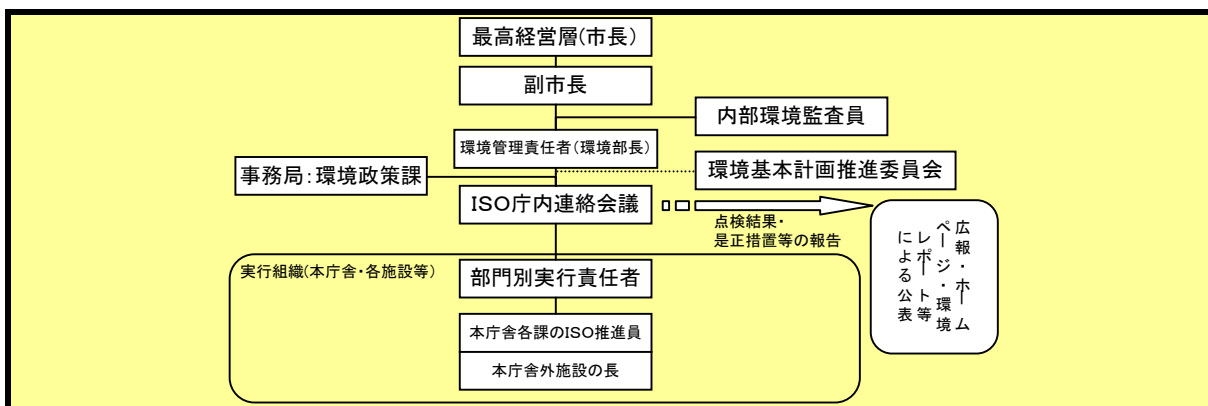 最高経営層(市長)
副市長
内部環境監査員
環境管理責任者(環境部長)
事務局:環境政策課
環境基本計画推進委員会
ISO庁内連絡会議
点検結果・
是正措置等の報告
広報・ホーム
ページ・環境
レポート等
による公表
実行組織(本庁舎・各施設等)
部門別実行責任者
本庁舎各課のISO推進員
本庁舎外施設の長